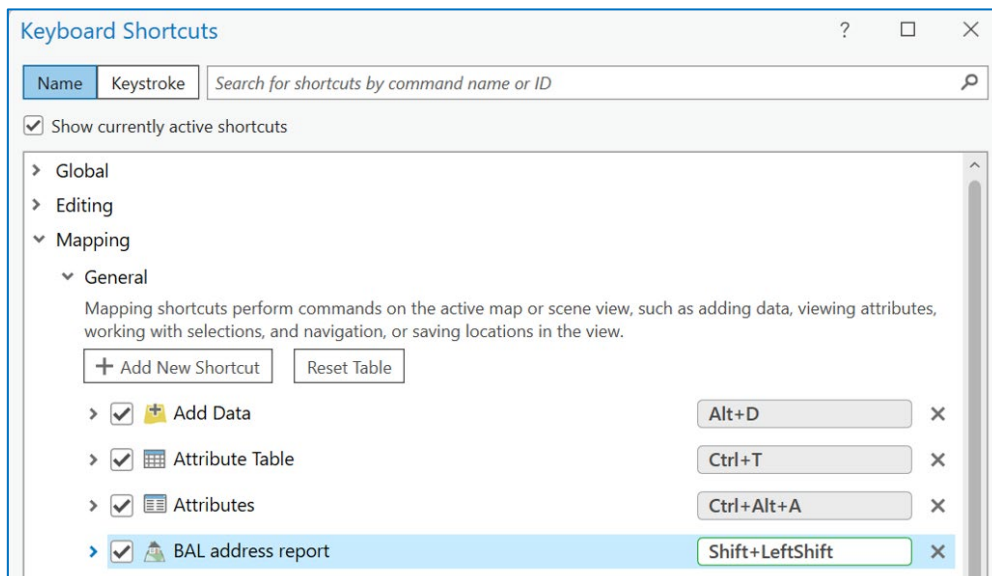 Keyboard Shortcuts
Name Keystroke Search for shortcuts by command name or ID
Show currently active shortcuts
Global
Editing
Mapping
General
Mapping shortcuts perform commands on the active map or scene view, such as adding data, viewing attributes,
working with selections, and navigation, or saving locations in the view.
+ Add New Shortcut Reset Table
Add Data Alt+D
Attribute Table Ctrl+T
Attributes Ctrl+Alt+A
BAL address report Shift+LeftShift